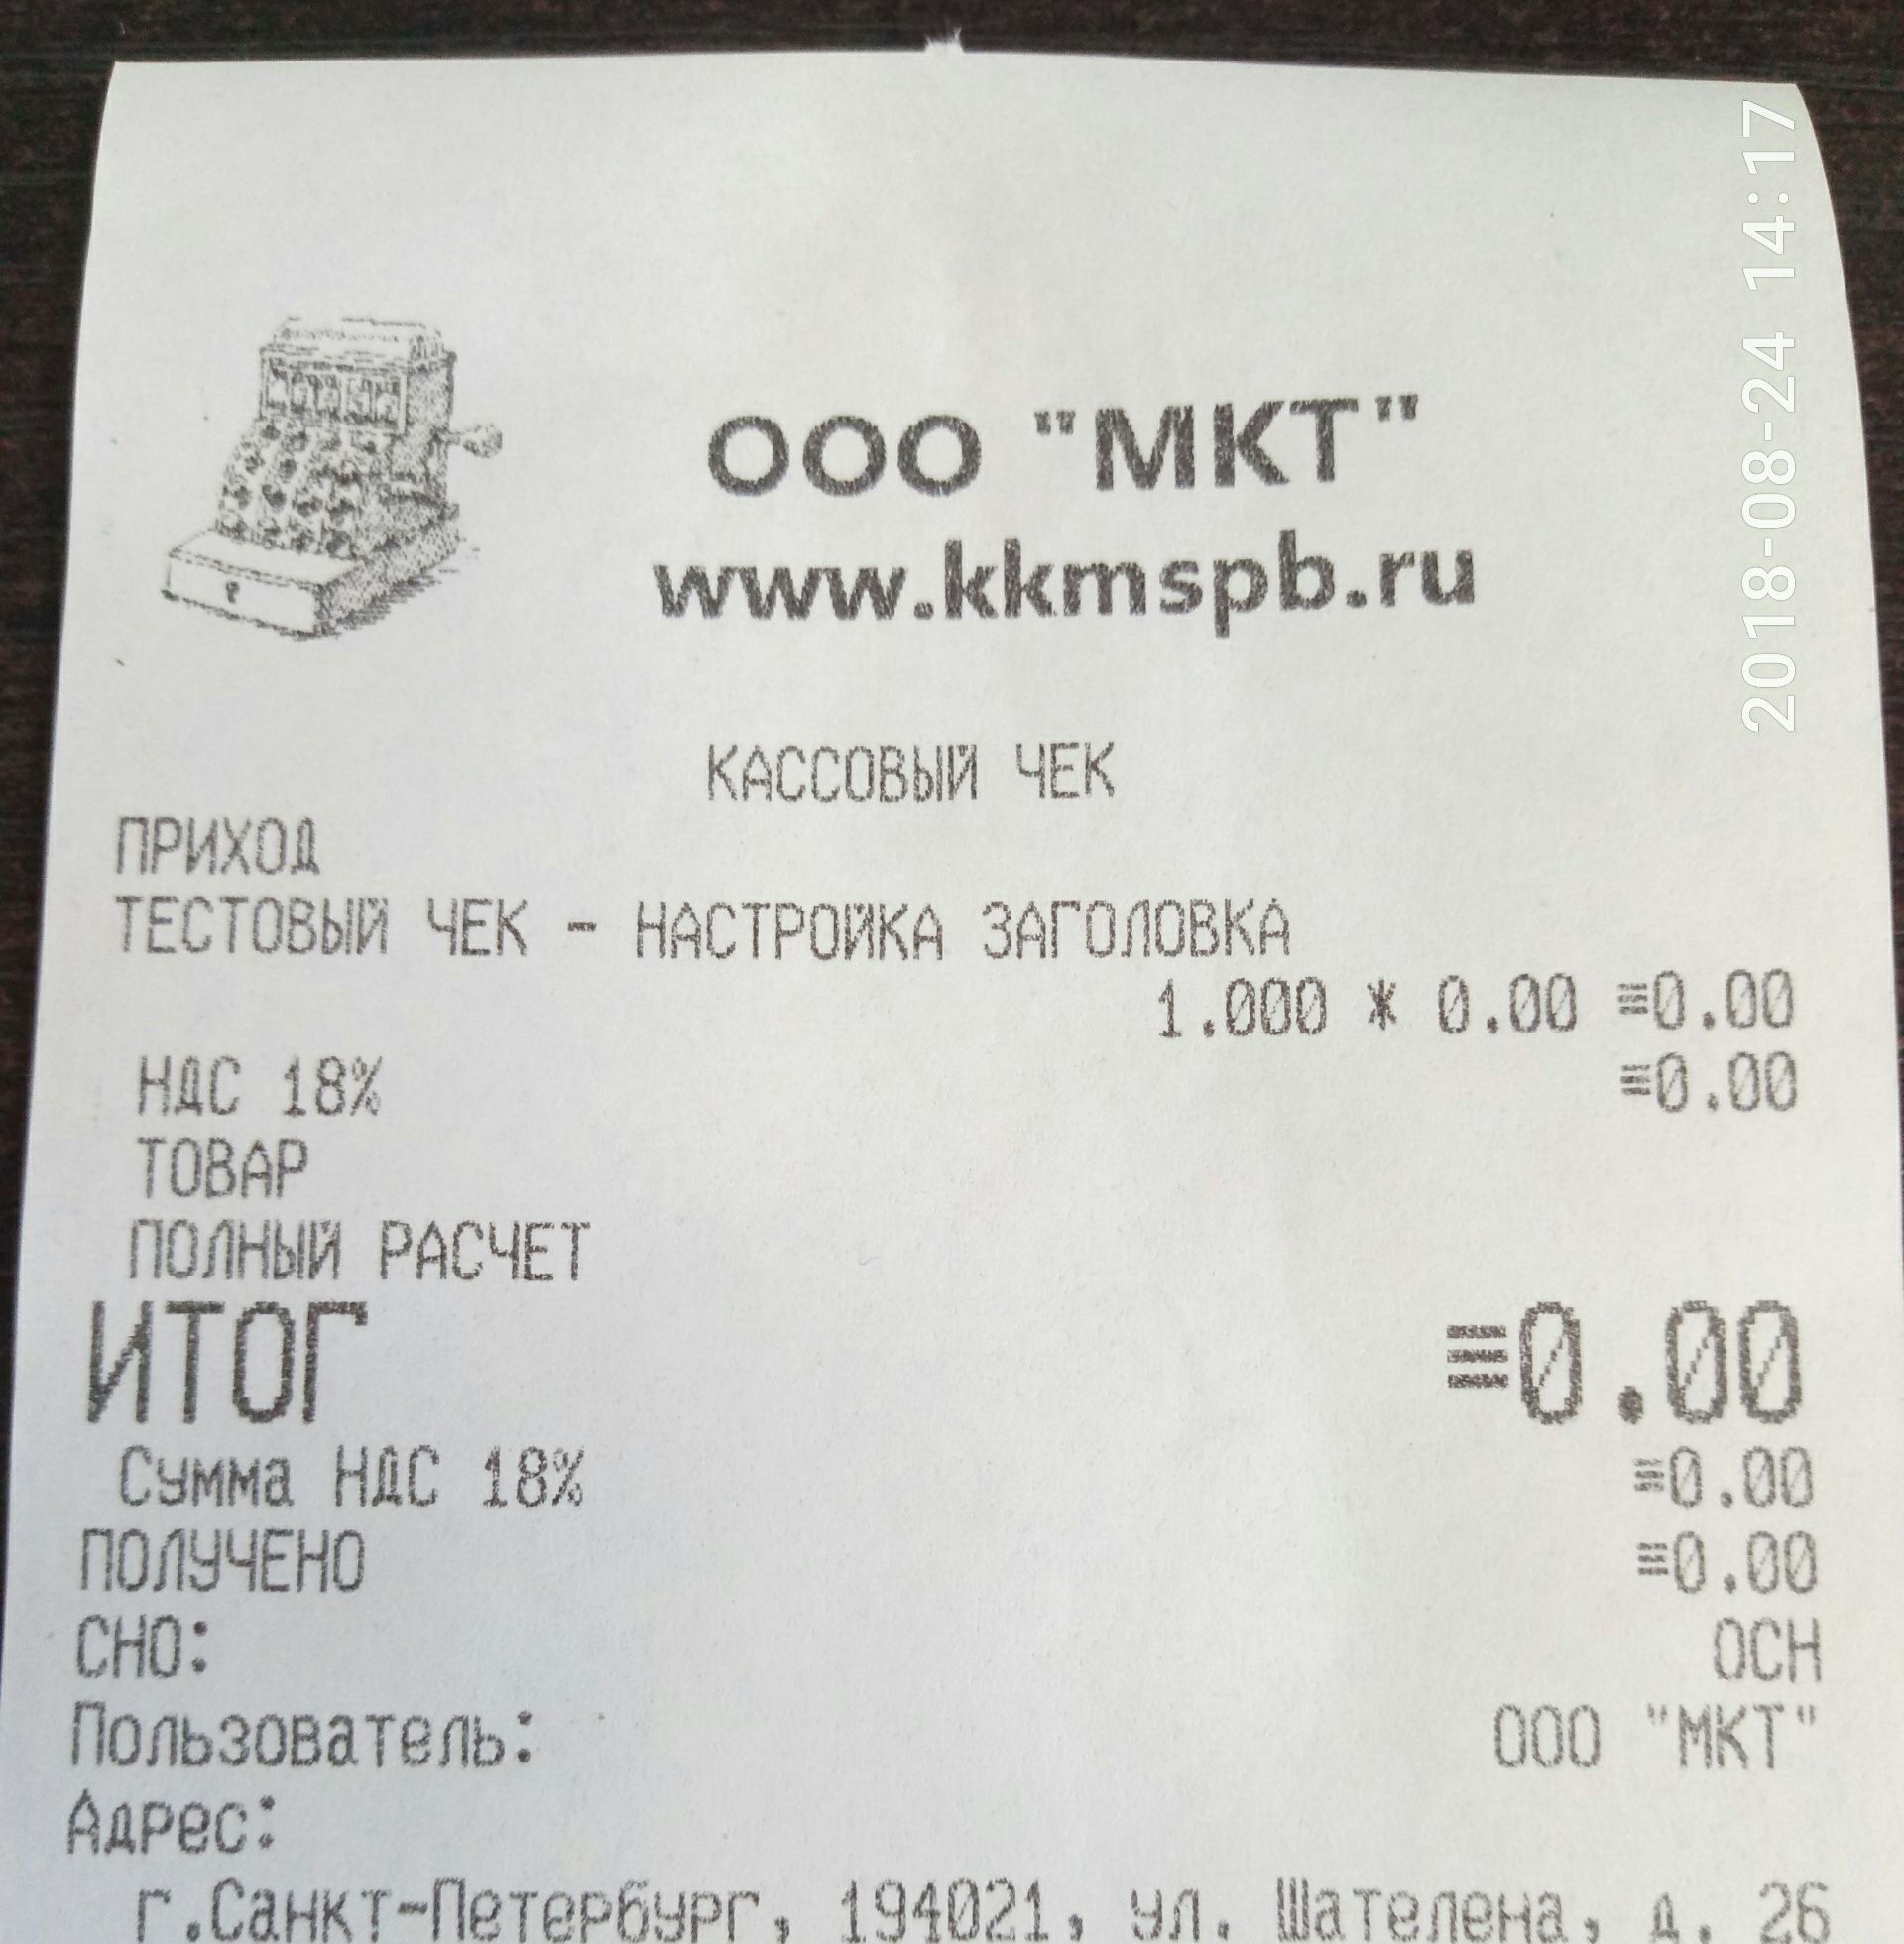 ООО "МКТ"
www.kkmspb.ru
КАССОВЫЙ ЧЕК
ПРИХОД
ТЕСТОВЫЙ ЧЕК - НАСТРОЙКА ЗАГОЛОВКА
1.000 * 0.00 ≡0.00
НДС 18% ≡0.00
ТОВАР
ПОЛНЫЙ РАСЧЕТ
ИТОГ ≡0.00
Сумма НДС 18% ≡0.00
ПОЛУЧЕНО ≡0.00
СНО: ОСН
Пользователь: ООО "МКТ"
Адрес:
г.Санкт-Петербург, 194021, ул. Шателена, д. 26
2018-08-24 14:17